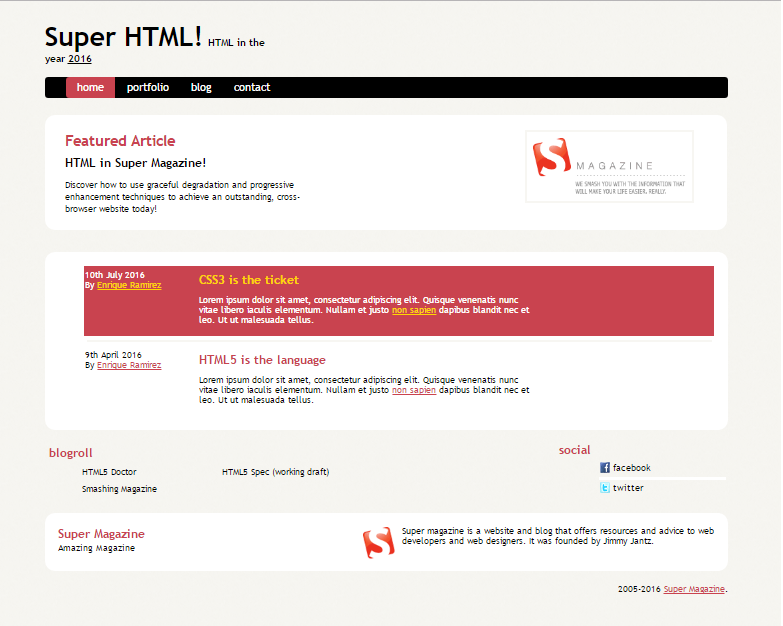 Super HTML! HTML in the
year 2016
home portfolio blog contact
Featured Article
HTML in Super Magazine!
Discover how to use graceful degradation and progressive
enhancement techniques to achieve an outstanding, cross-
browser website today!
S MAGAZINE
WE SMASH YOU WITH THE INFORMATION THAT
WILL MAKE YOUR LIFE EASIER, REALLY.
10th July 2016
By Enrique Ramirez
CSS3 is the ticket
Lorem ipsum dolor sit amet, consectetur adipiscing elit. Quisque venenatis nunc
vitae libero iaculis elementum. Nullam et justo non sapien dapibus blandit nec et
leo. Ut ut malesuada tellus.
9th April 2016
By Enrique Ramirez
HTML5 is the language
Lorem ipsum dolor sit amet, consectetur adipiscing elit. Quisque venenatis nunc
vitae libero iaculis elementum. Nullam et justo non sapien dapibus blandit nec et
leo. Ut ut malesuada tellus.
blogroll
HTML5 Doctor HTML5 Spec (working draft)
Smashing Magazine
social
f facebook
t twitter
Super Magazine
Amazing Magazine
S
Super magazine is a website and blog that offers resources and advice to web
developers and web designers. It was founded by Jimmy Jantz.
2005-2016 Super Magazine.